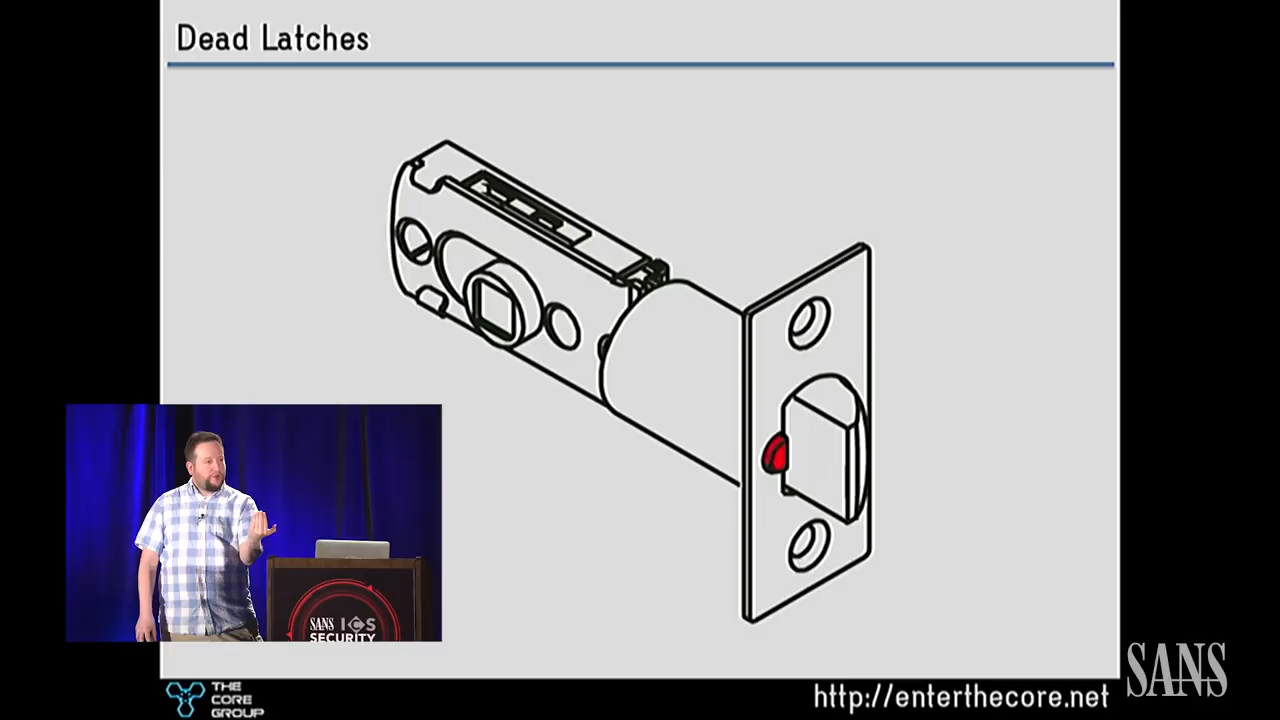 Dead Latches
SANS ICS
SECURITY
THE
CORE
GROUP
http://enterthecore.net
SANS